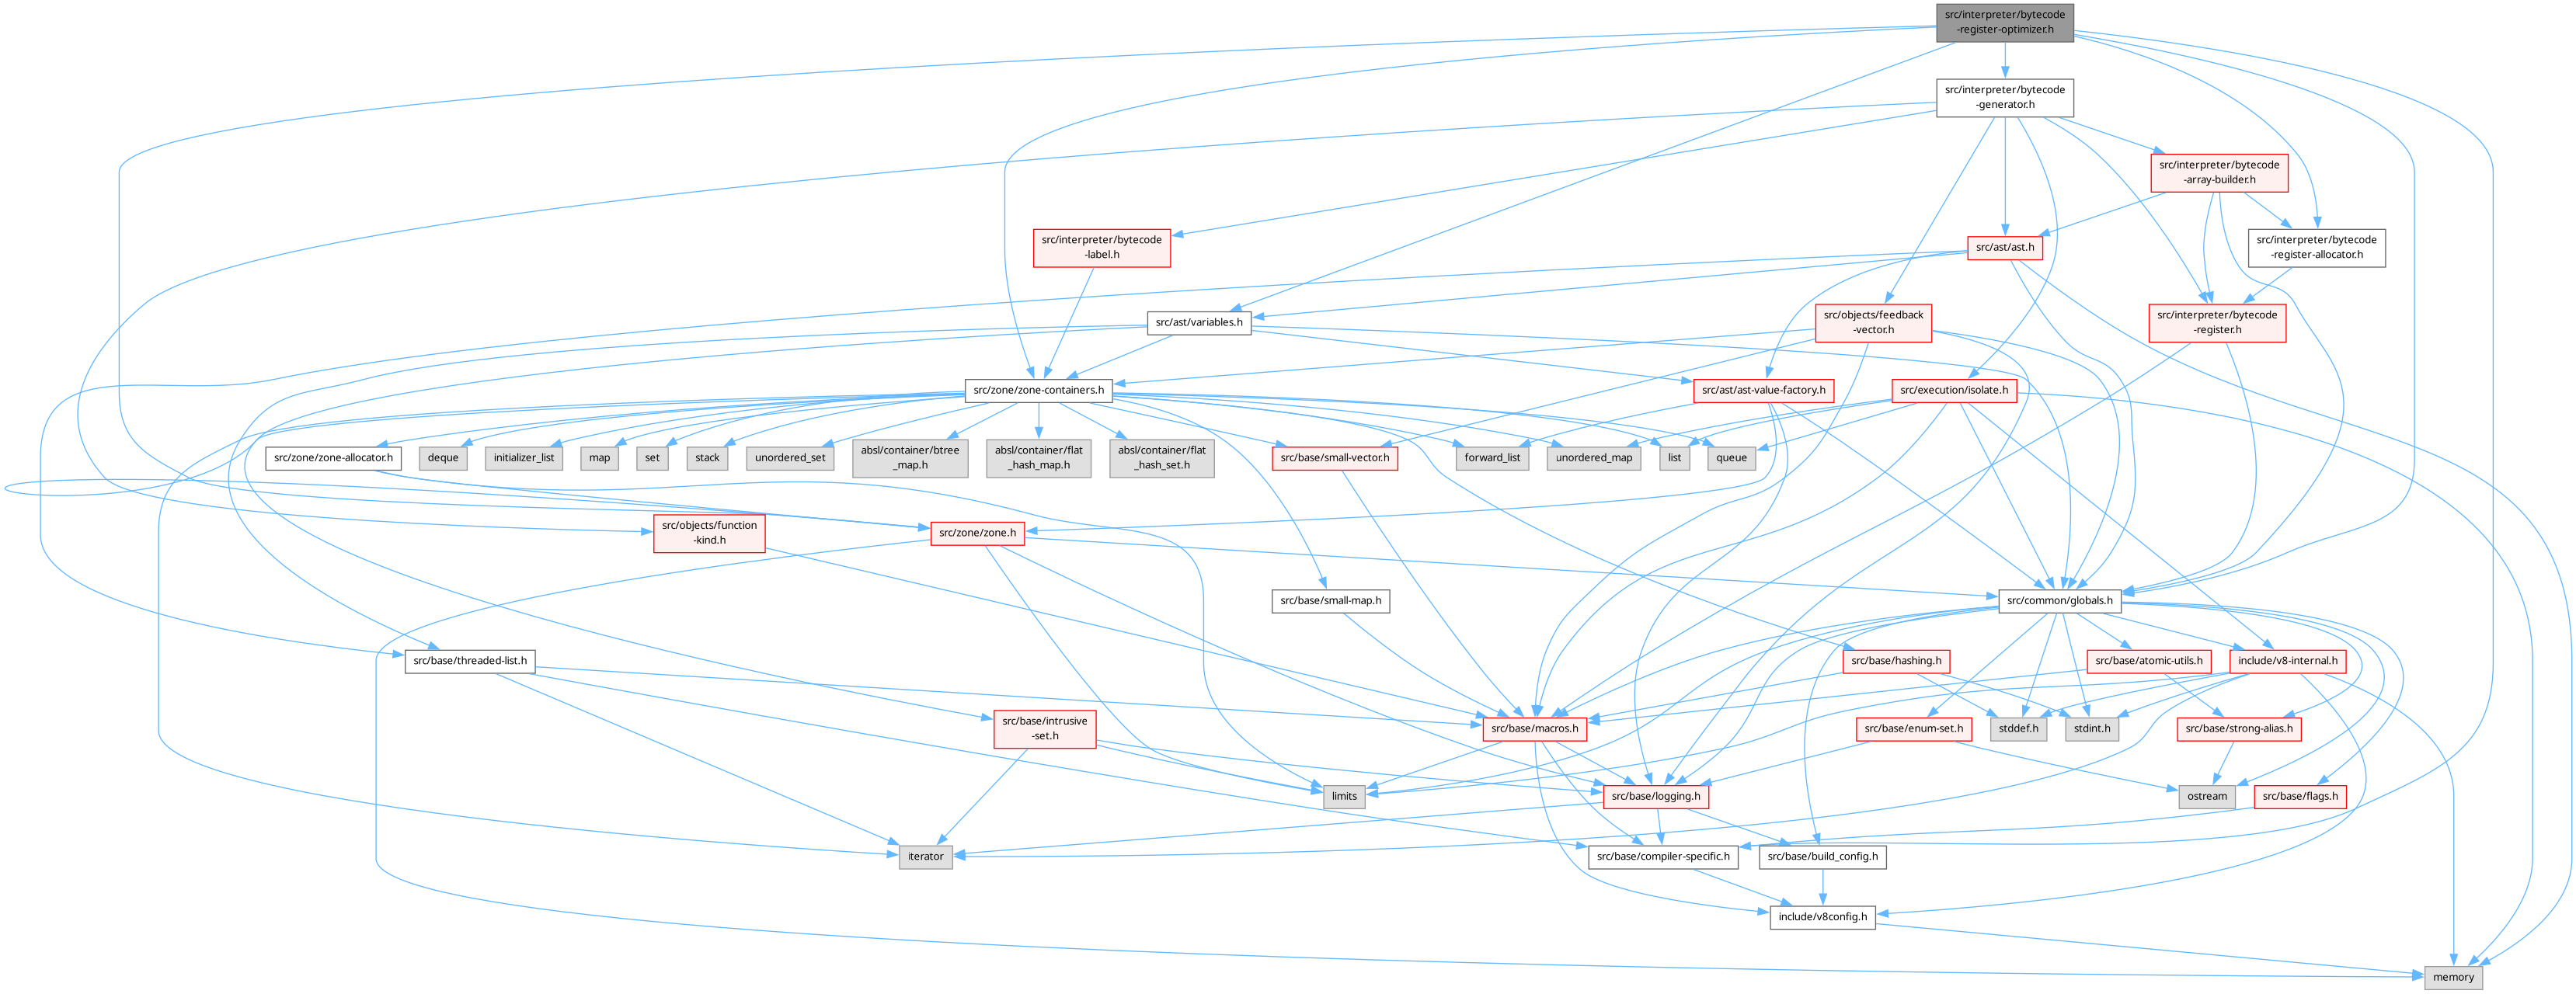 src/interpreter/bytecode
-register-optimizer.h
src/interpreter/bytecode
-generator.h
src/interpreter/bytecode
-array-builder.h
src/interpreter/bytecode
-label.h
src/ast/ast.h
src/interpreter/bytecode
-register-allocator.h
src/ast/variables.h
src/objects/feedback
-vector.h
src/interpreter/bytecode
-register.h
src/zone/zone-containers.h
src/ast/ast-value-factory.h
src/execution/isolate.h
src/zone/zone-allocator.h
deque
initializer_list
map
set
stack
unordered_set
absl/container/btree
_map.h
absl/container/flat
_hash_map.h
absl/container/flat
_hash_set.h
src/base/small-vector.h
forward_list
unordered_map
list
queue
src/objects/function
-kind.h
src/zone/zone.h
src/base/small-map.h
src/common/globals.h
src/base/threaded-list.h
src/base/hashing.h
src/base/atomic-utils.h
include/v8-internal.h
src/base/intrusive
-set.h
src/base/macros.h
src/base/enum-set.h
stddef.h
stdint.h
src/base/strong-alias.h
limits
src/base/logging.h
ostream
src/base/flags.h
iterator
src/base/compiler-specific.h
src/base/build_config.h
include/v8config.h
memory